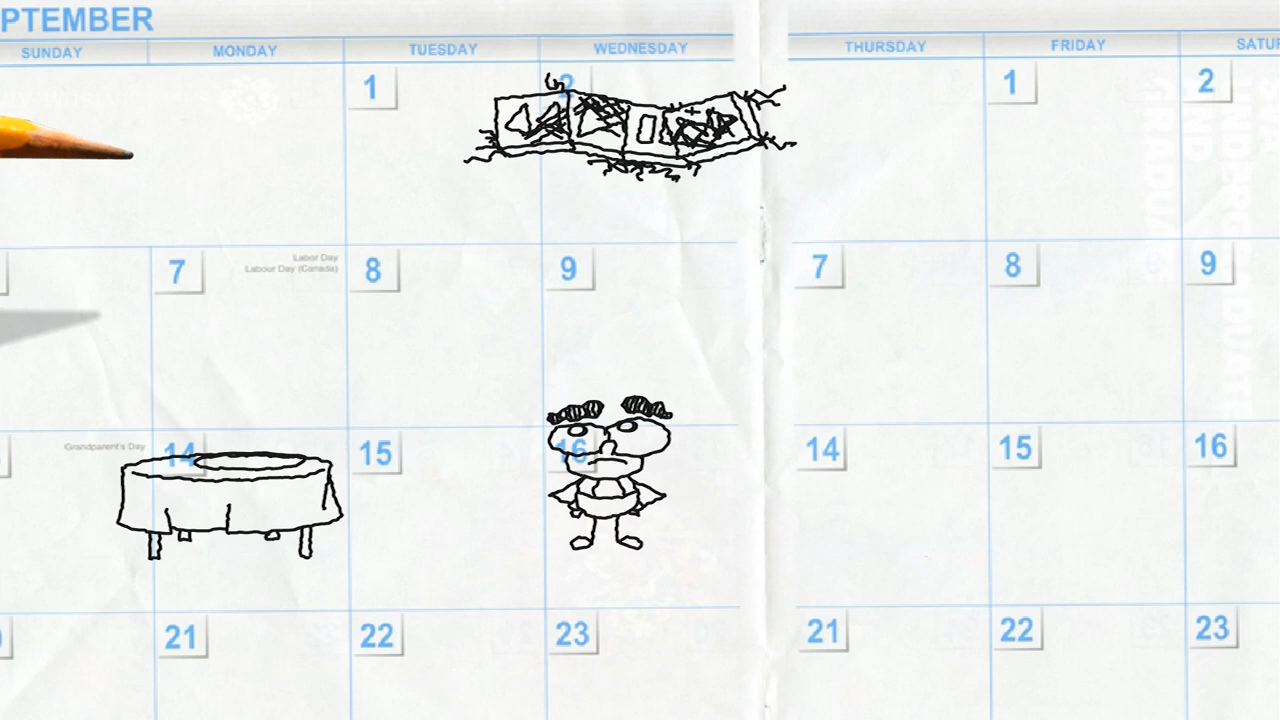 PTEMBER
SUNDAY MONDAY TUESDAY WEDNESDAY THURSDAY FRIDAY SATUR
1 2 1 2
Labor Day
Labour Day (Canada)
7 8 9 7 8 9
Grandparent's Day
14 15 16 14 15 16
21 22 23 21 22 23